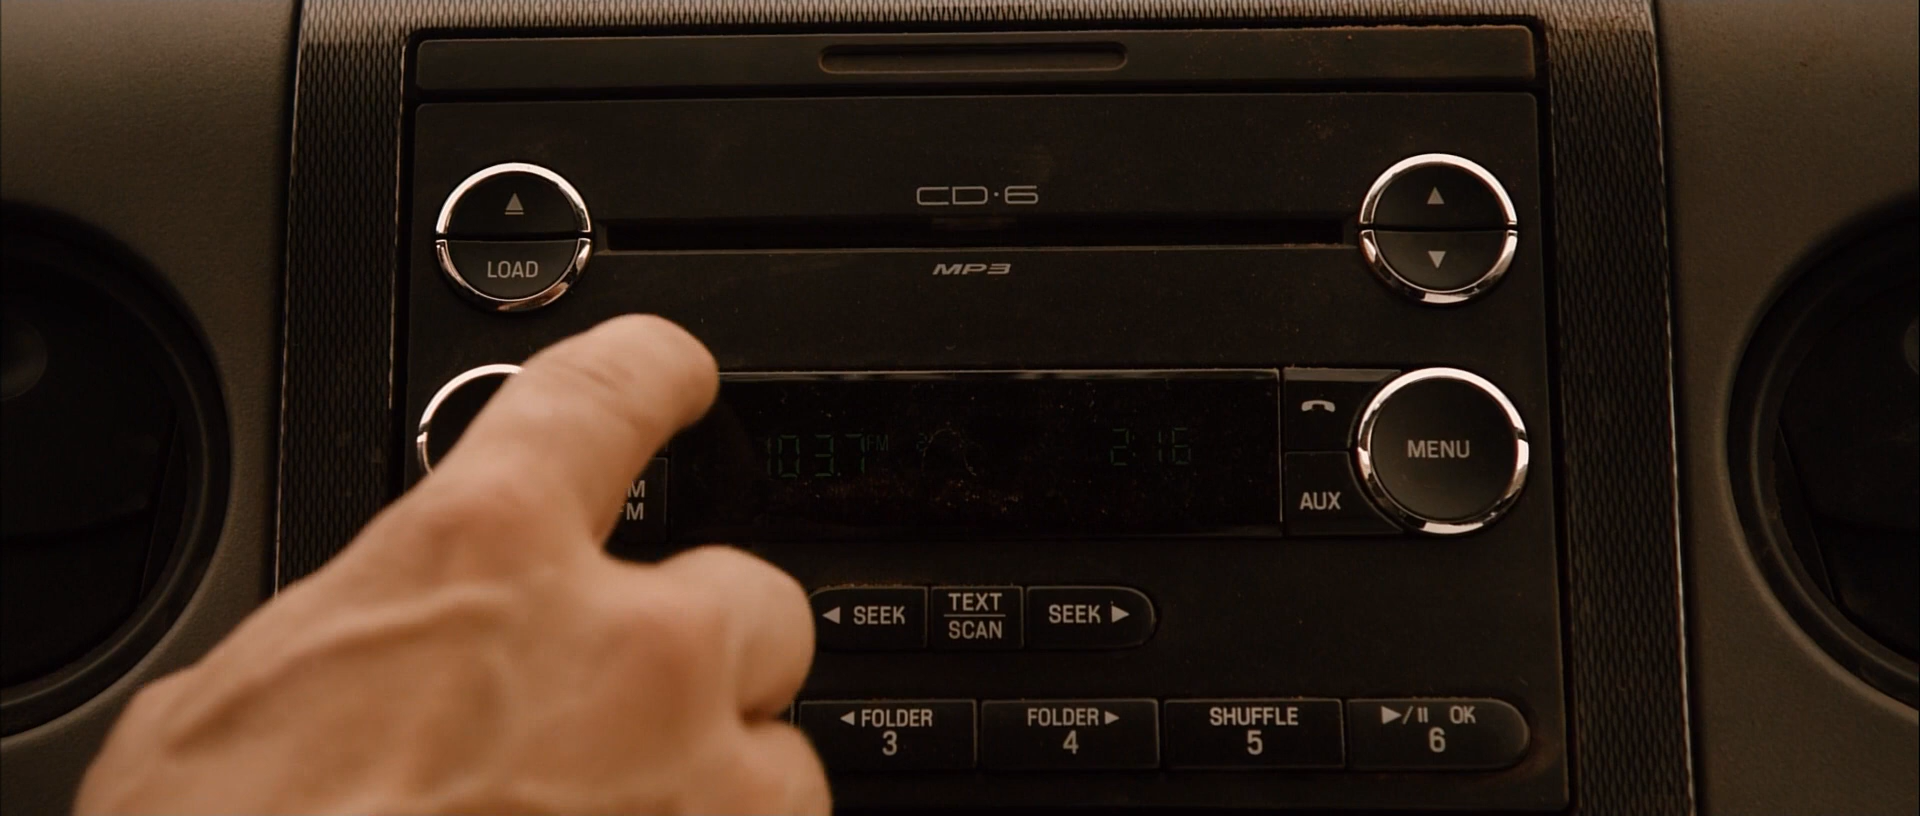 CD·6
LOAD
MP3
MENU
103.7 FM
2:16
M
FM
AUX
◀ SEEK
TEXT
SCAN
SEEK ▶
◀ FOLDER
3
FOLDER ▶
4
SHUFFLE
5
▶/II OK
6